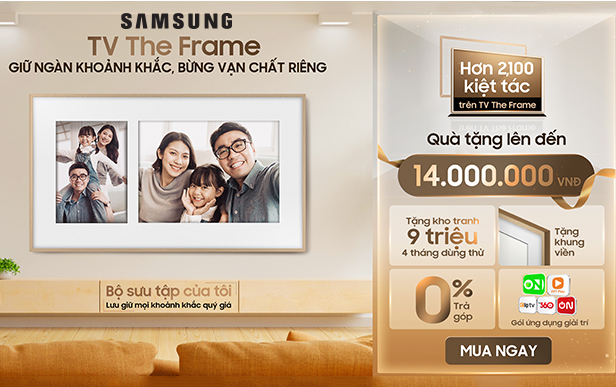 SAMSUNG
TV The Frame
GIỮ NGÀN KHOẢNH KHẮC, BỪNG VẠN CHẤT RIÊNG
Bộ sưu tập của tôi
Lưu giữ mọi khoảnh khắc quý giá
Hơn 2,100
kiệt tác
trên TV The Frame
Quà tặng lên đến
14.000.000 VNĐ
Tặng kho tranh
9 triệu
4 tháng dùng thử
Tặng
khung
viền
0%
Trả
góp
ON
360
ON
Gói ứng dụng giải trí
MUA NGAY